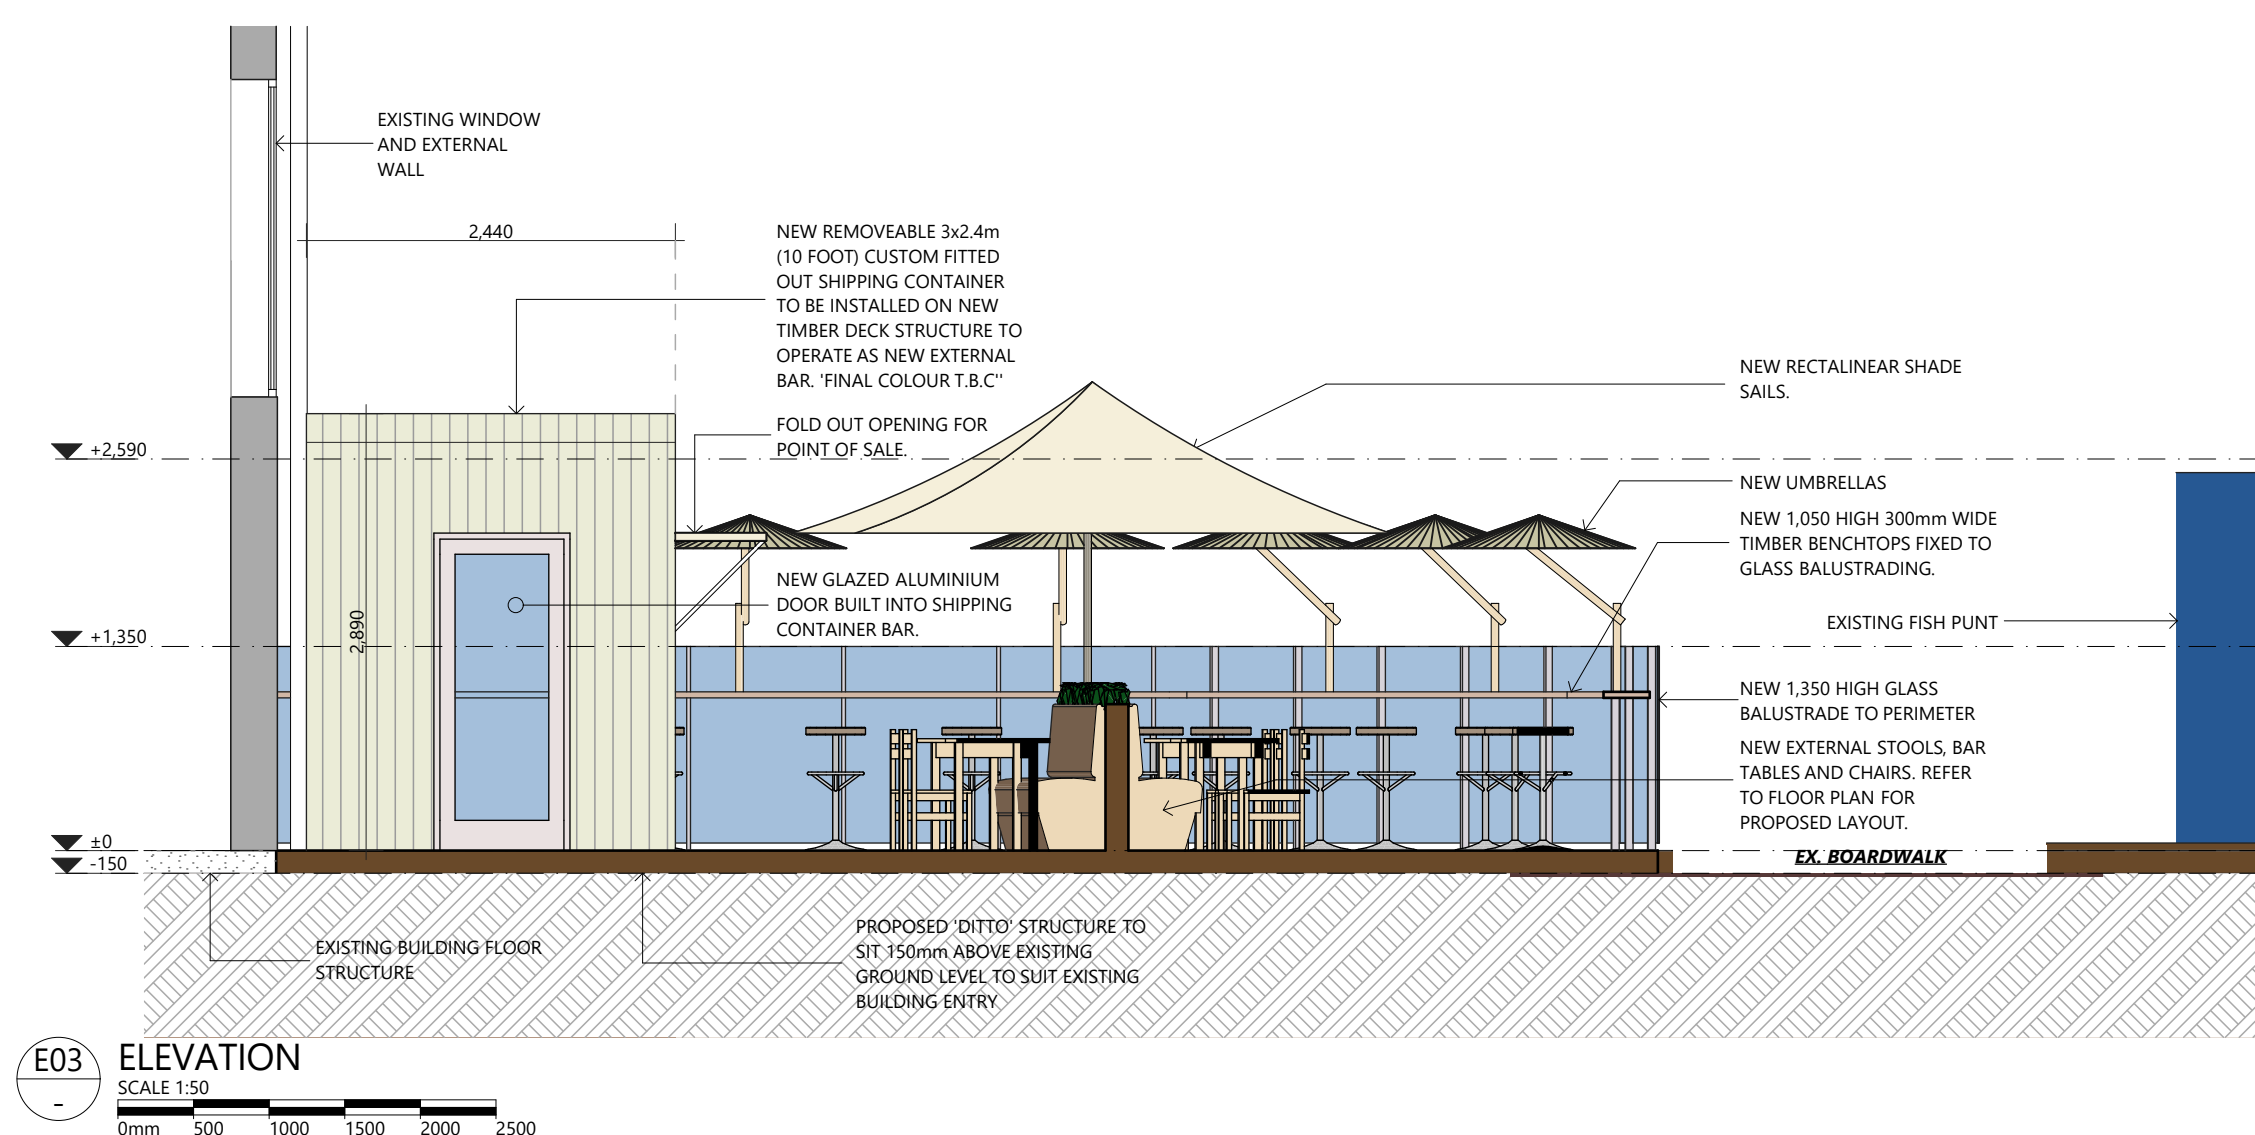 EXISTING WINDOW
AND EXTERNAL
WALL
2,440
NEW REMOVEABLE 3x2.4m
(10 FOOT) CUSTOM FITTED
OUT SHIPPING CONTAINER
TO BE INSTALLED ON NEW
TIMBER DECK STRUCTURE TO
OPERATE AS NEW EXTERNAL
BAR. 'FINAL COLOUR T.B.C''
NEW RECTALINEAR SHADE
SAILS.
FOLD OUT OPENING FOR
POINT OF SALE.
+2,590
NEW UMBRELLAS
NEW 1,050 HIGH 300mm WIDE
TIMBER BENCHTOPS FIXED TO
GLASS BALUSTRADING.
NEW GLAZED ALUMINIUM
DOOR BUILT INTO SHIPPING
CONTAINER BAR.
2,890
EXISTING FISH PUNT
+1,350
NEW 1,350 HIGH GLASS
BALUSTRADE TO PERIMETER
NEW EXTERNAL STOOLS, BAR
TABLES AND CHAIRS. REFER
TO FLOOR PLAN FOR
PROPOSED LAYOUT.
±0
-150
EX. BOARDWALK
PROPOSED 'DITTO' STRUCTURE TO
SIT 150mm ABOVE EXISTING
GROUND LEVEL TO SUIT EXISTING
BUILDING ENTRY
EXISTING BUILDING FLOOR
STRUCTURE
E03
-
ELEVATION
SCALE 1:50
0mm 500 1000 1500 2000 2500